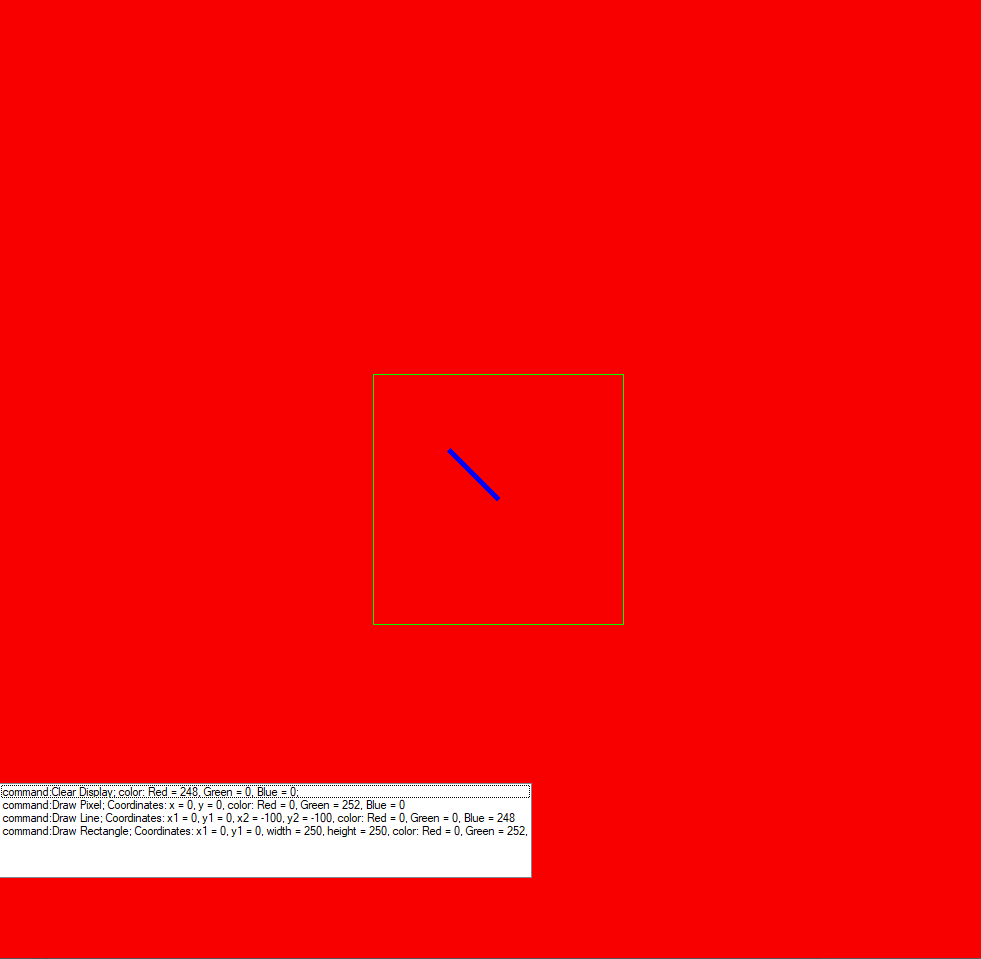 command:Clear Display; color: Red = 248, Green = 0, Blue = 0;
command:Draw Pixel; Coordinates: x = 0, y = 0, color: Red = 0, Green = 252, Blue = 0
command:Draw Line; Coordinates: x1 = 0, y1 = 0, x2 = -100, y2 = -100, color: Red = 0, Green = 0, Blue = 248
command:Draw Rectangle; Coordinates: x1 = 0, y1 = 0, width = 250, height = 250, color: Red = 0, Green = 252,